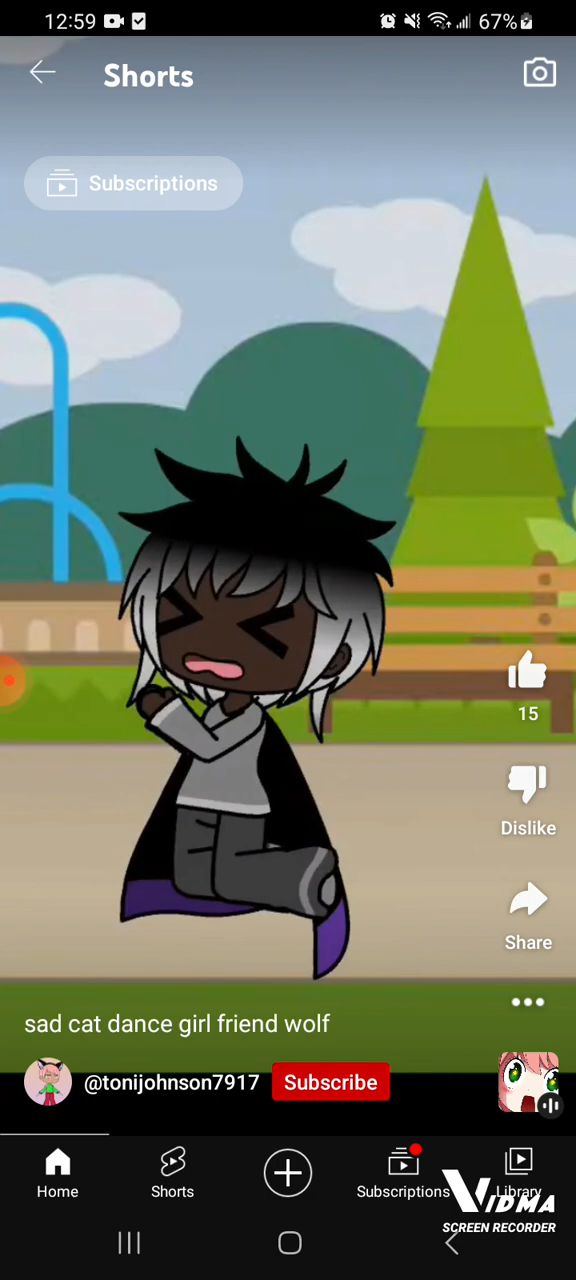 12:59
67%
Shorts
Subscriptions
15
Dislike
Share
sad cat dance girl friend wolf
@tonijohnson7917
Subscribe
Home
Shorts
Subscriptions
Library
VIDMA
SCREEN RECORDER